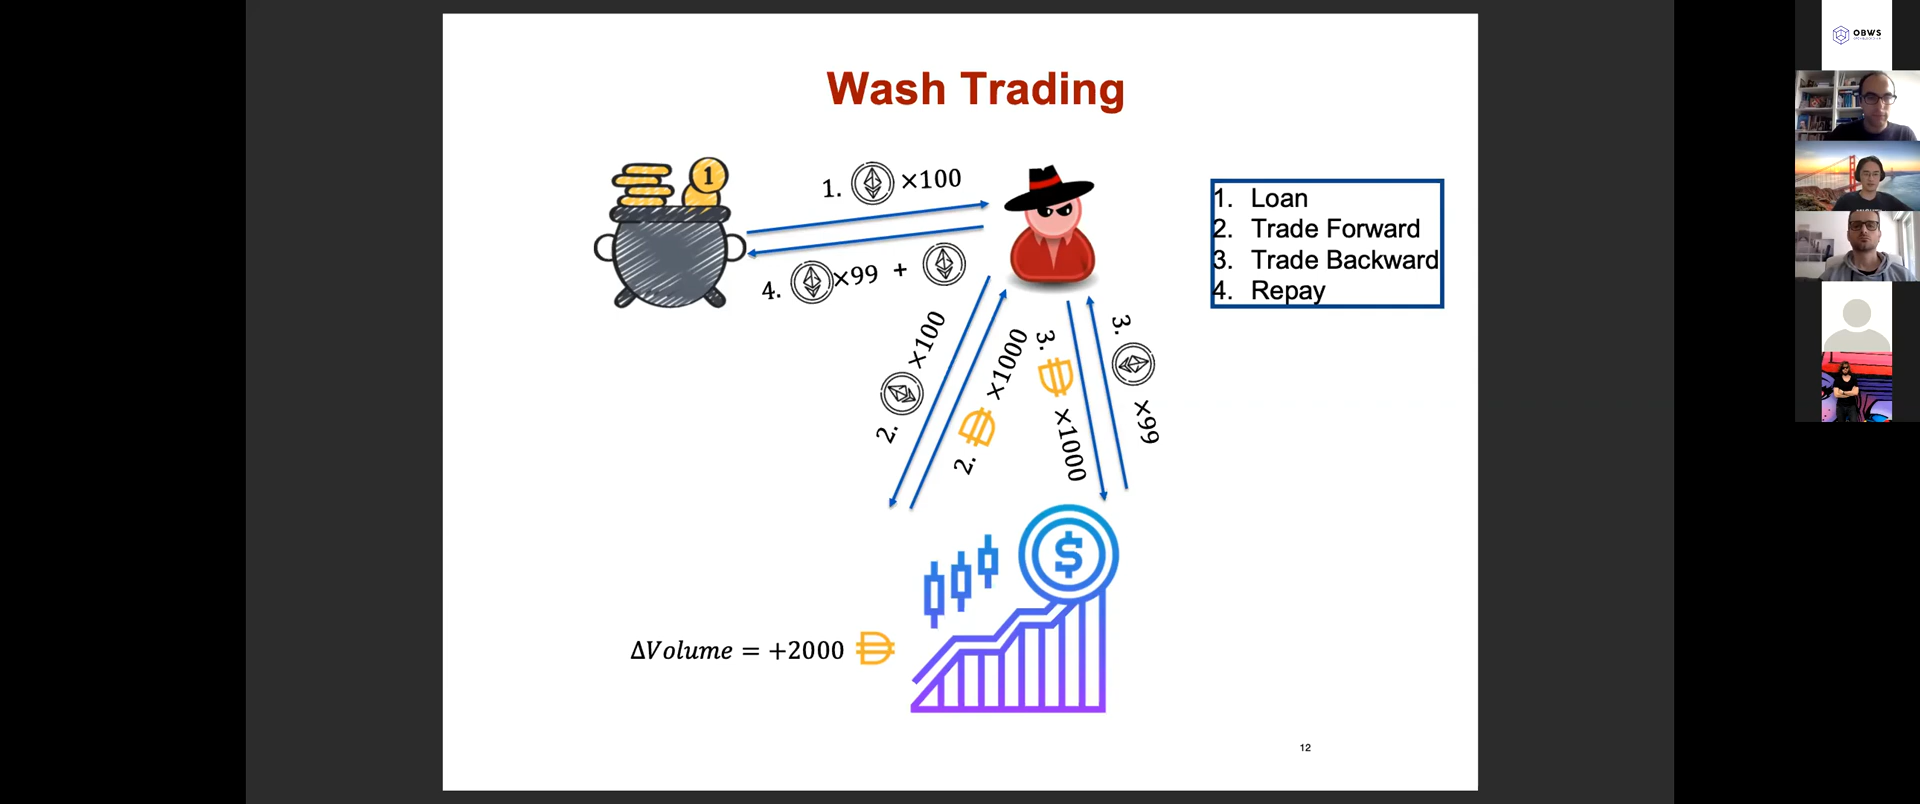 Wash Trading
1. ×100
4. ×99 +
1
1. Loan
2. Trade Forward
3. Trade Backward
4. Repay
2. ×100
2. ×1000
3. ×1000
3. ×99
$
ΔVolume = +2000
12
OBWS